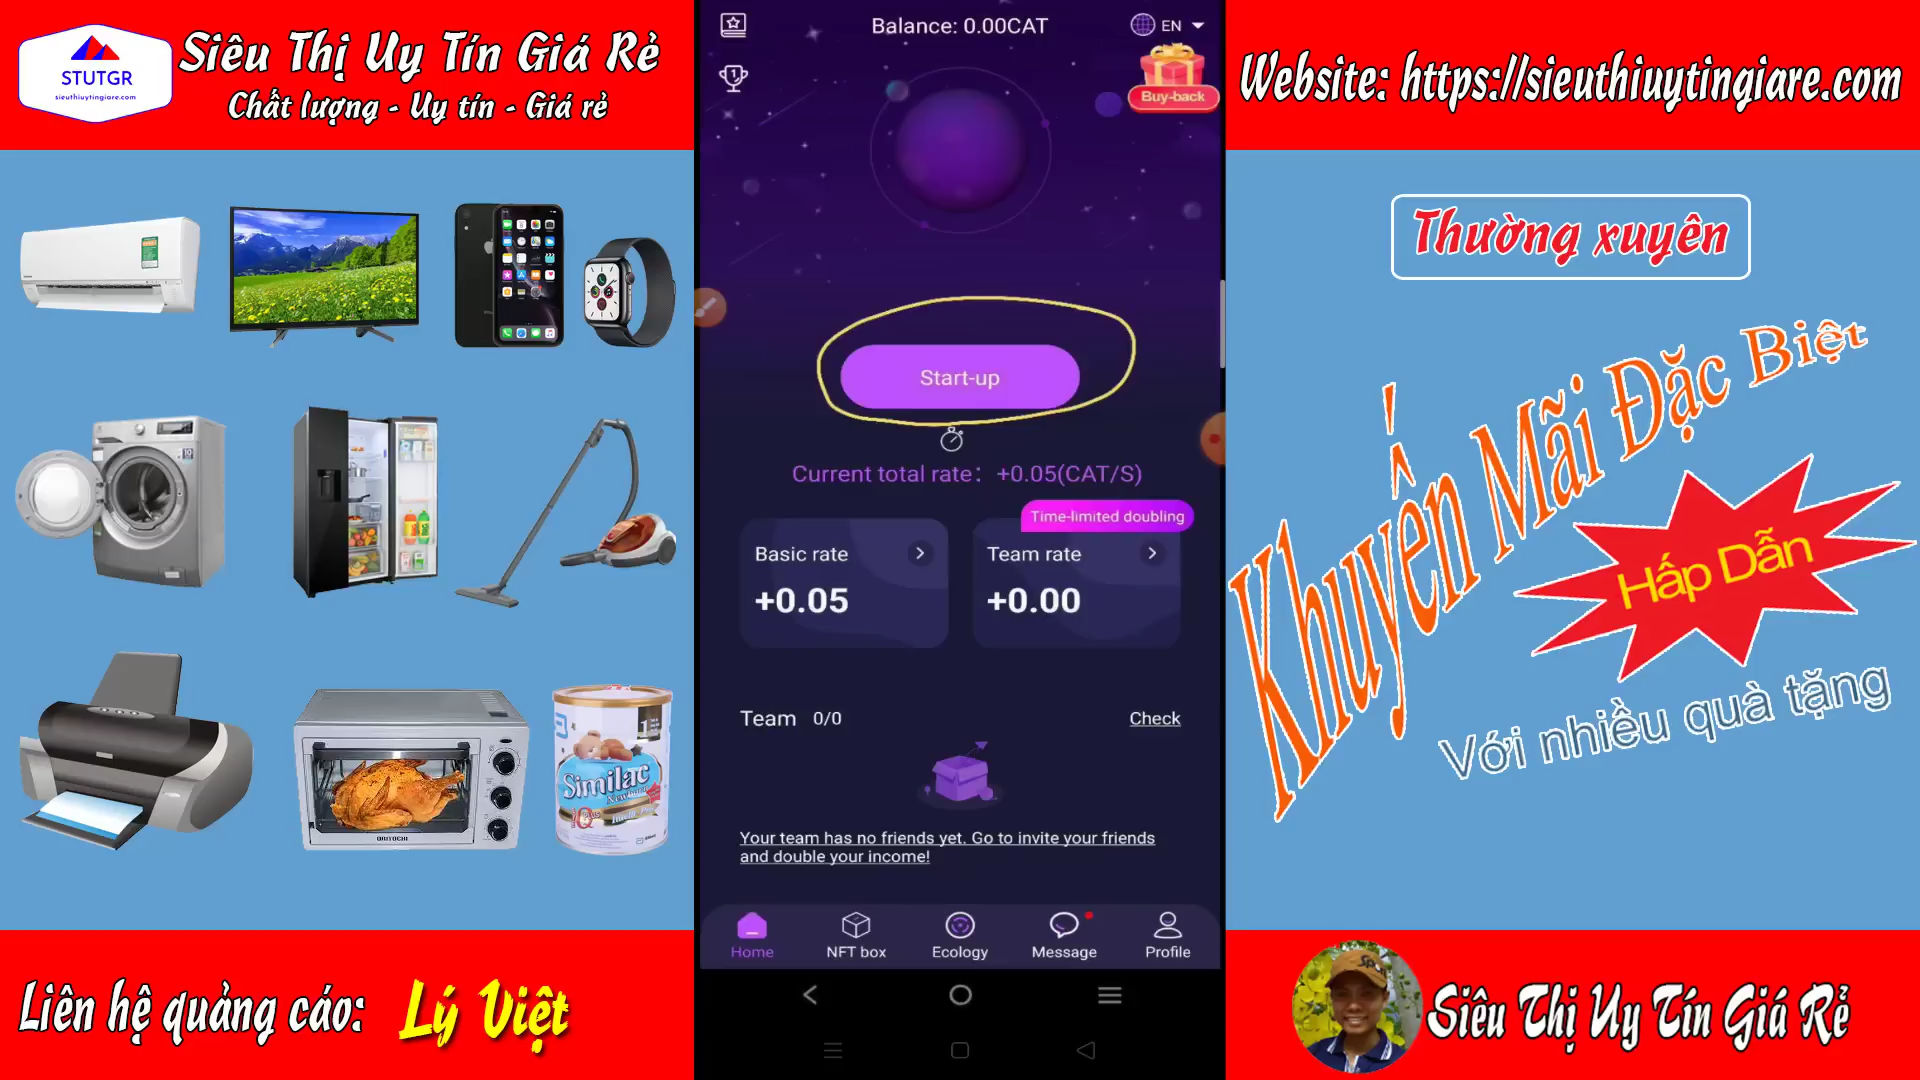 STUTGR
sieuthiuytingiare.com
Siêu Thị Uy Tín Giá Rẻ
Chất lượng - Uy tín - Giá rẻ
Balance: 0.00CAT
EN
Buy-back
Website: https://sieuthiuytingiare.com
Thường xuyên
Khuyến Mãi Đặc Biệt
Hấp Dẫn
Với nhiều quà tặng
Start-up
Current total rate: +0.05(CAT/S)
Time-limited doubling
Basic rate
+0.05
Team rate
+0.00
Team 0/0
Check
Your team has no friends yet. Go to invite your friends
and double your income!
Home
NFT box
Ecology
Message
Profile
Similac
1
IQ
Liên hệ quảng cáo: Lý Việt
Siêu Thị Uy Tín Giá Rẻ